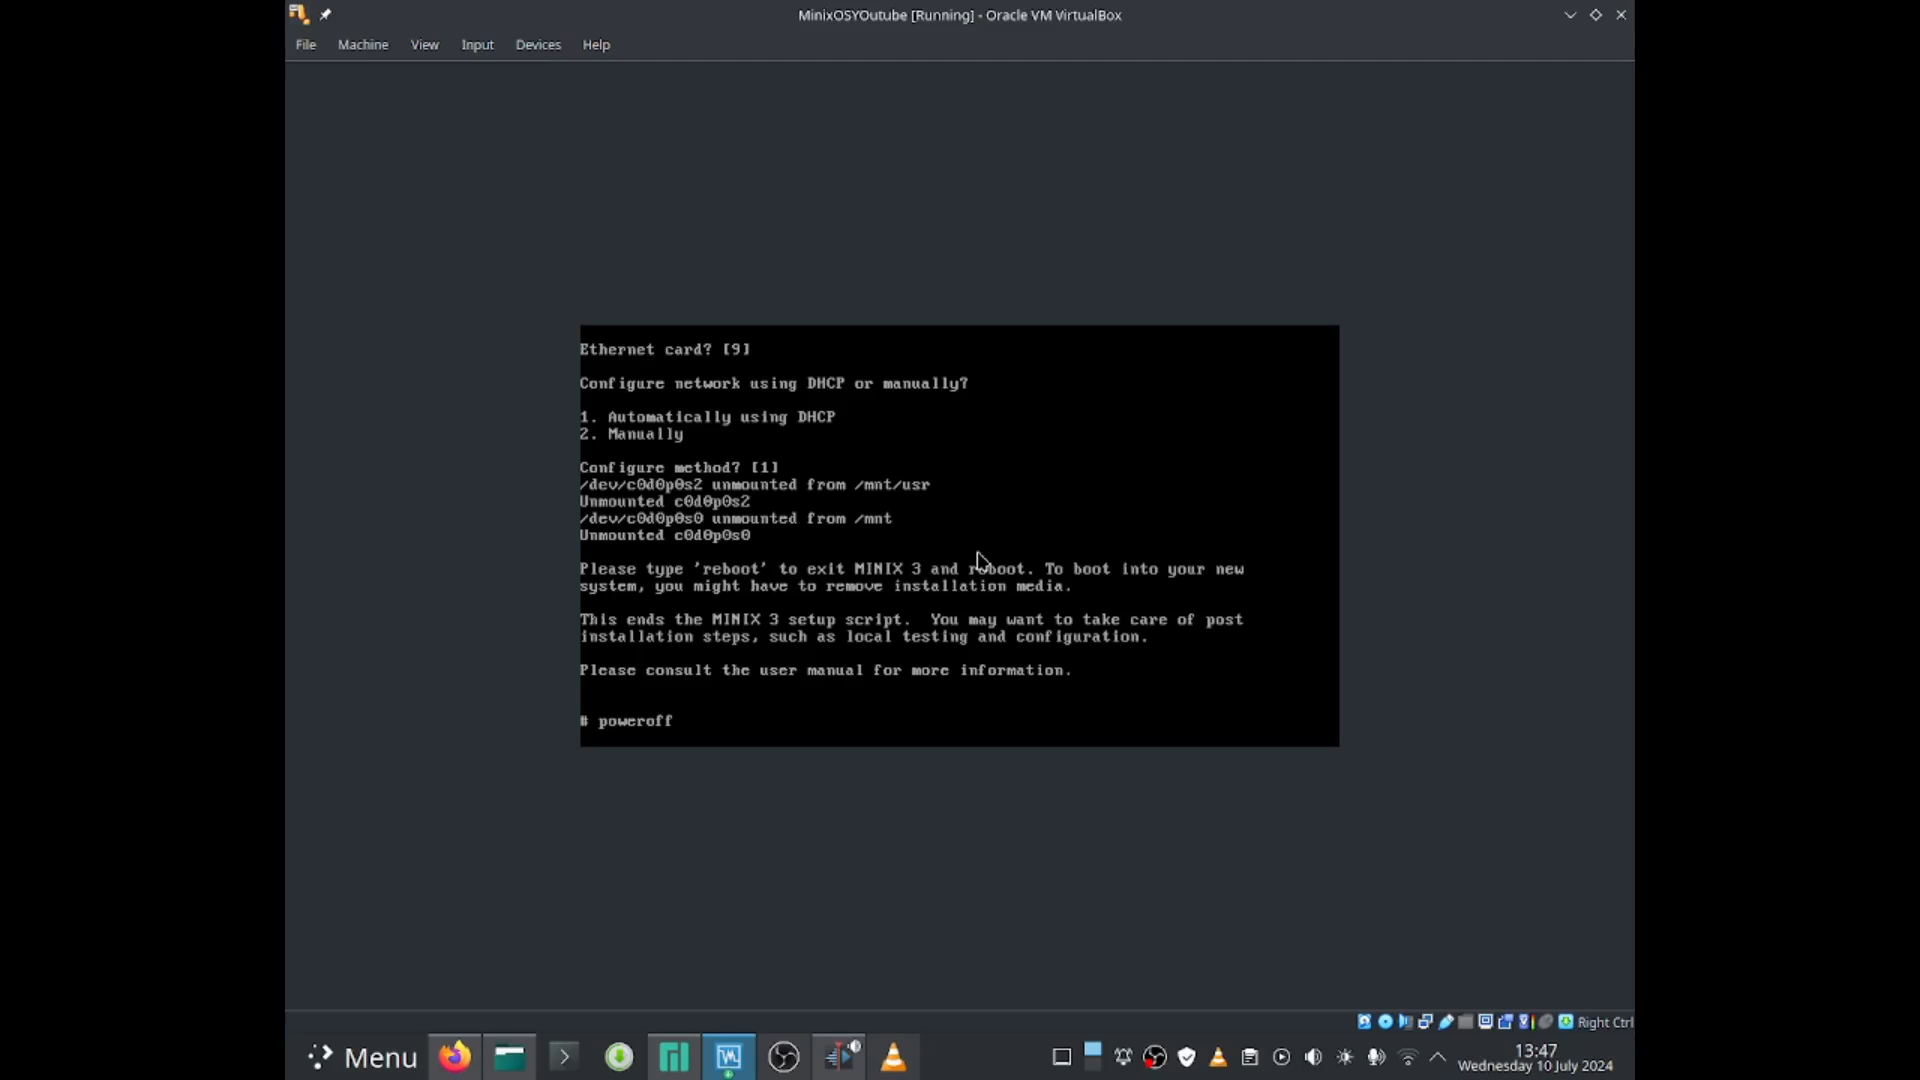 MinixOSYOutube [Running] - Oracle VM VirtualBox
File Machine View Input Devices Help
Ethernet card? [9]
Configure network using DHCP or manually?
1. Automatically using DHCP
2. Manually
Configure method? [1]
/dev/c0d0p0s2 unmounted from /mnt/usr
Unmounted c0d0p0s2
/dev/c0d0p0s0 unmounted from /mnt
Unmounted c0d0p0s0
Please type 'reboot' to exit MINIX 3 and reboot. To boot into your new
system, you might have to remove installation media.
This ends the MINIX 3 setup script. You may want to take care of post
installation steps, such as local testing and configuration.
Please consult the user manual for more information.
# poweroff
Right Ctrl
Menu
13:47
Wednesday 10 July 2024